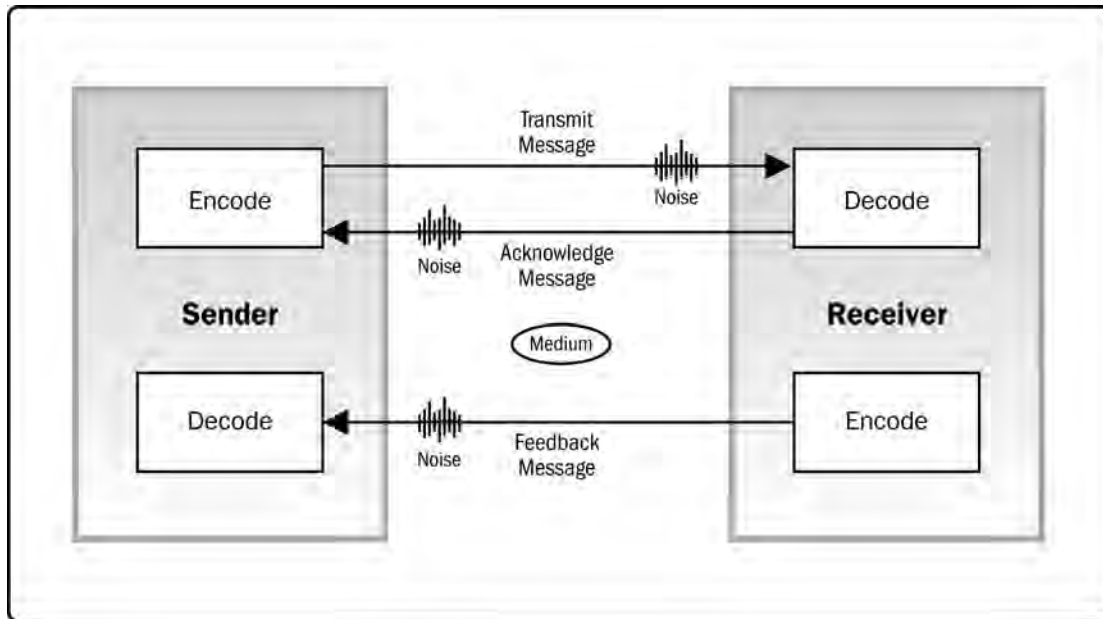 Transmit
Message
Encode
Noise
Decode
Noise
Acknowledge
Message
Sender
Medium
Receiver
Decode
Noise
Feedback
Message
Encode